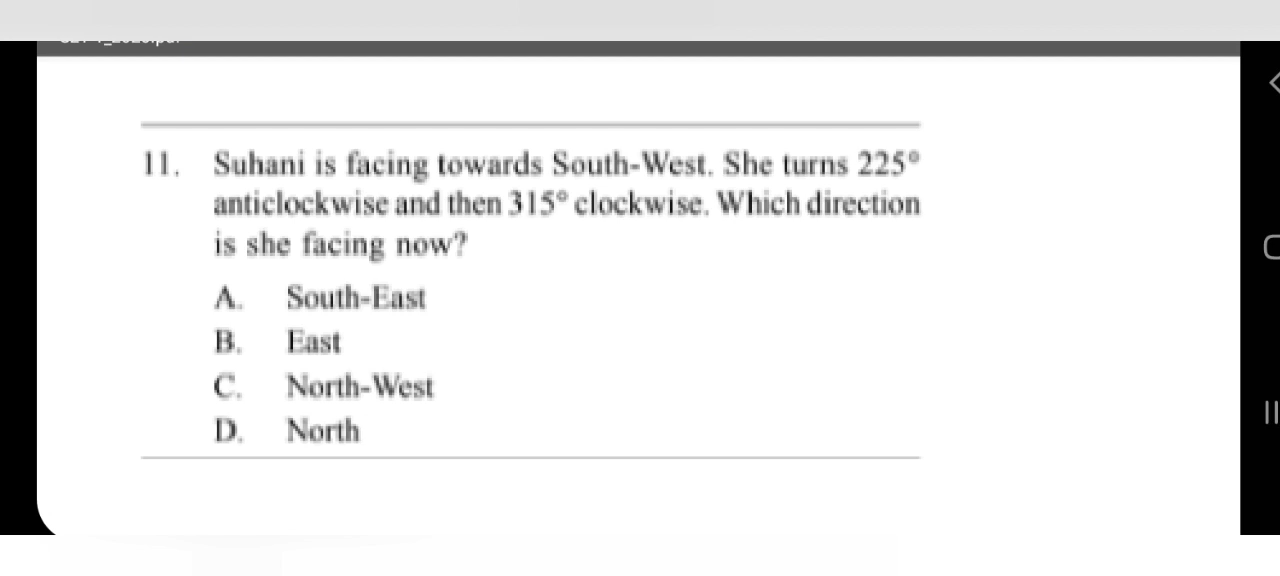 11. Suhani is facing towards South-West. She turns 225°
anticlockwise and then 315° clockwise. Which direction
is she facing now?
A. South-East
B. East
C. North-West
D. North